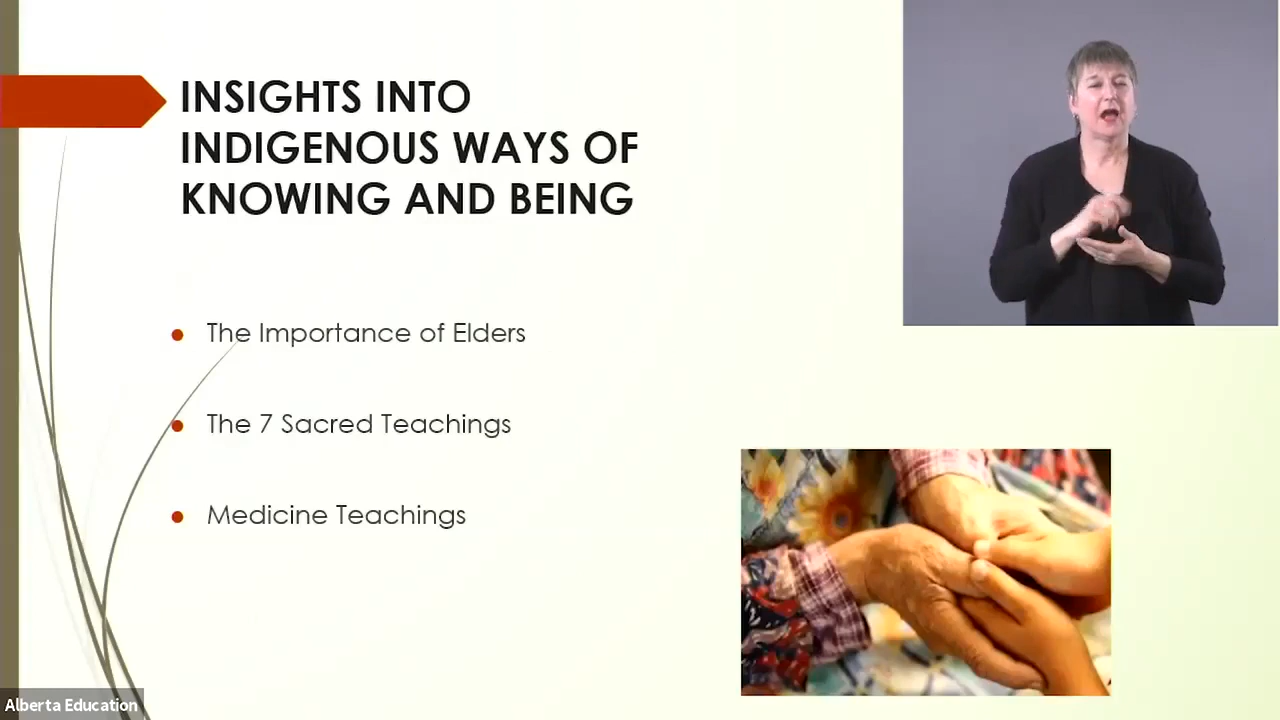 INSIGHTS INTO
INDIGENOUS WAYS OF
KNOWING AND BEING
The Importance of Elders
The 7 Sacred Teachings
Medicine Teachings
Alberta Education